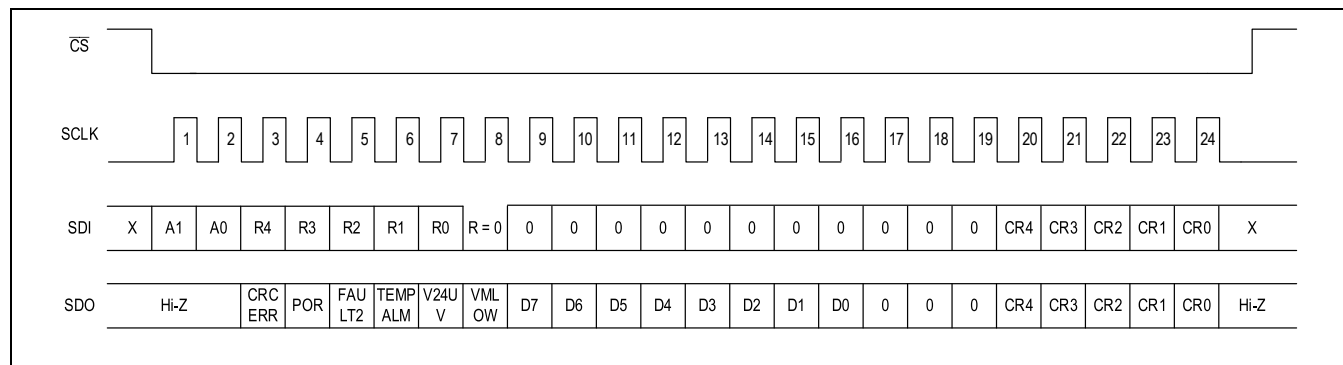 CS
SCLK 1 2 3 4 5 6 7 8 9 10 11 12 13 14 15 16 17 18 19 20 21 22 23 24
SDI X A1 A0 R4 R3 R2 R1 R0 R = 0 0 0 0 0 0 0 0 0 0 0 0 CR4 CR3 CR2 CR1 CR0 X
CRC FAU TEMP V24U VML
SDO Hi-Z POR D7 D6 D5 D4 D3 D2 D1 D0 0 0 0 CR4 CR3 CR2 CR1 CR0 Hi-Z
ERR LT2 ALM V OW